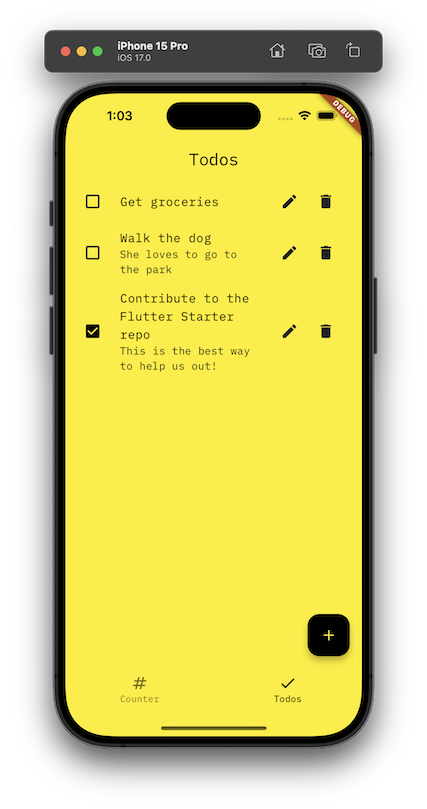 iPhone 15 Pro
iOS 17.0
1:03
DEBUG
Todos
Get groceries
Walk the dog
She loves to go to
the park
Contribute to the
Flutter Starter
repo
This is the best way
to help us out!
+
# 
Counter
Todos